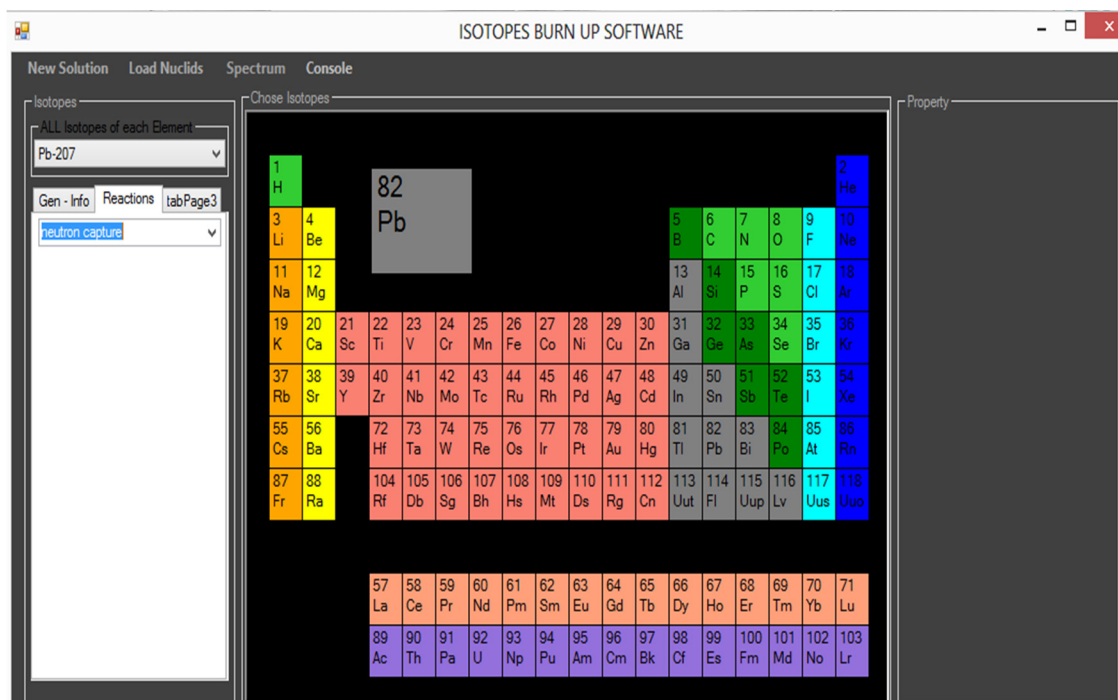 ISOTOPES BURN UP SOFTWARE
New Solution Load Nuclids Spectrum Console
Isotopes
ALL Isotopes of each Element
Pb-207
Gen - Info Reactions tabPage3
neutron capture
Chose Isotopes
82
Pb
1 2
H He
3 4 5 6 7 8 9 10
Li Be B C N O F Ne
11 12 13 14 15 16 17 18
Na Mg Al Si P S Cl Ar
19 20 21 22 23 24 25 26 27 28 29 30 31 32 33 34 35 36
K Ca Sc Ti V Cr Mn Fe Co Ni Cu Zn Ga Ge As Se Br Kr
37 38 39 40 41 42 43 44 45 46 47 48 49 50 51 52 53 54
Rb Sr Y Zr Nb Mo Tc Ru Rh Pd Ag Cd In Sn Sb Te I Xe
55 56 72 73 74 75 76 77 78 79 80 81 82 83 84 85 86
Cs Ba Hf Ta W Re Os Ir Pt Au Hg Tl Pb Bi Po At Rn
87 88 104 105 106 107 108 109 110 111 112 113 114 115 116 117 118
Fr Ra Rf Db Sg Bh Hs Mt Ds Rg Cn Uut Fl Uup Lv Uus Uuo
57 58 59 60 61 62 63 64 65 66 67 68 69 70 71
La Ce Pr Nd Pm Sm Eu Gd Tb Dy Ho Er Tm Yb Lu
89 90 91 92 93 94 95 96 97 98 99 100 101 102 103
Ac Th Pa U Np Pu Am Cm Bk Cf Es Fm Md No Lr
Property